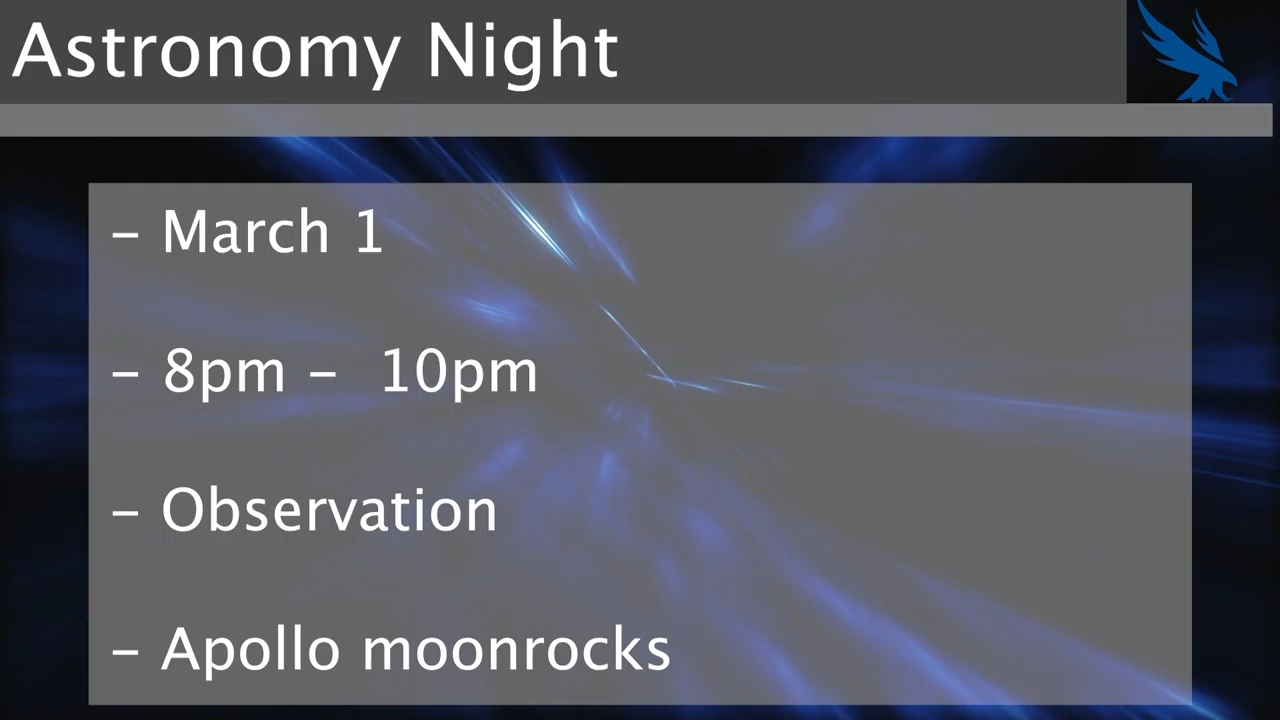 Astronomy Night
– March 1
– 8pm – 10pm
– Observation
– Apollo moonrocks